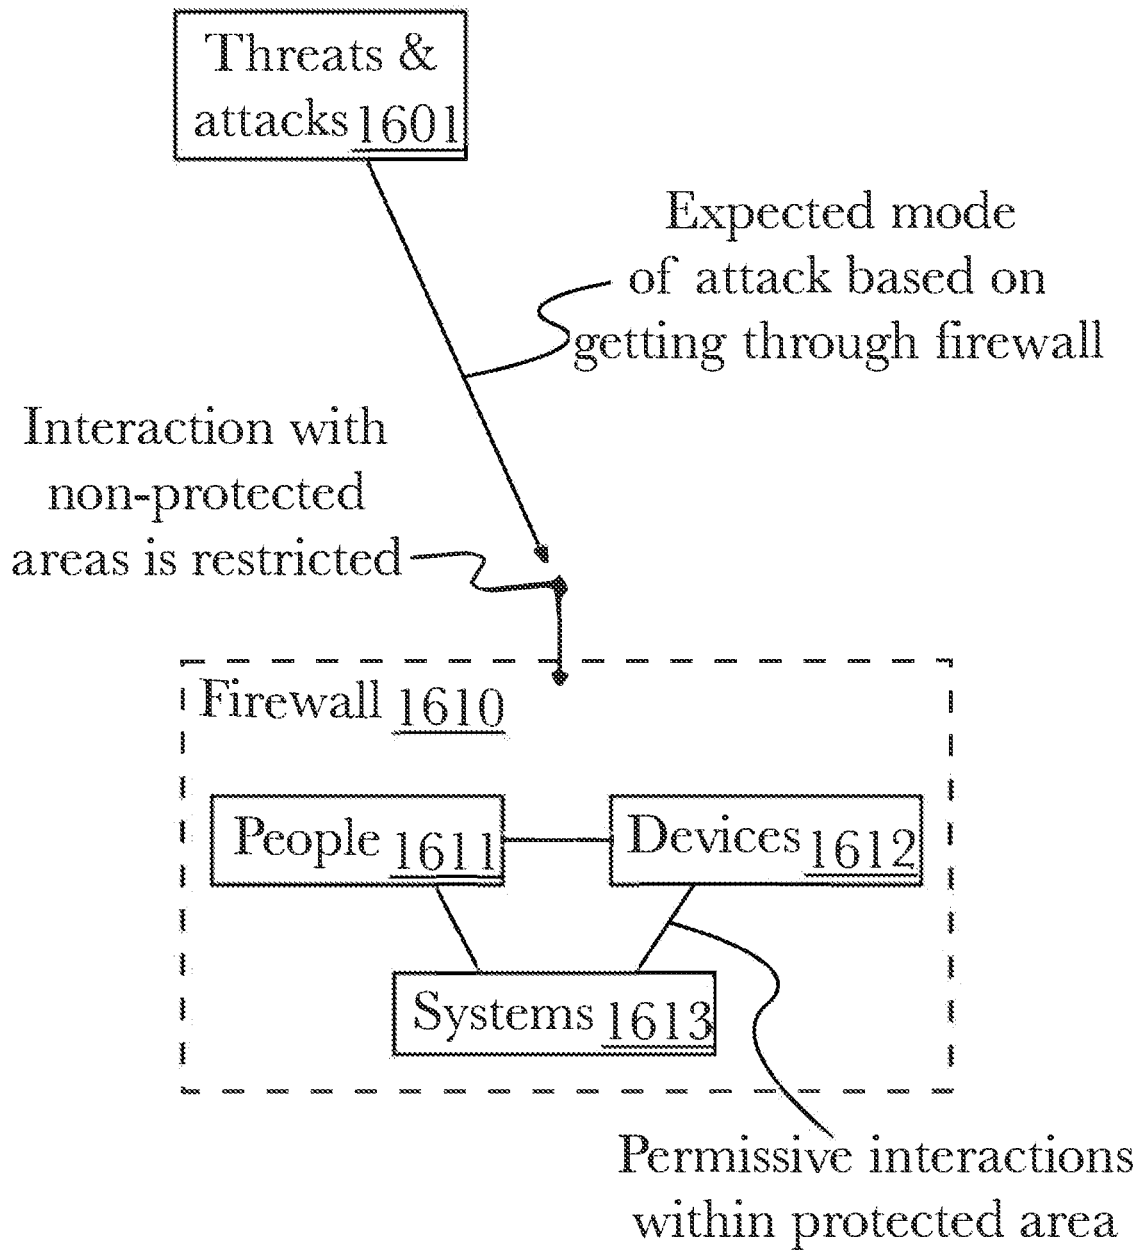 Threats &
attacks 1601
Expected mode
of attack based on
getting through firewall
Interaction with
non-protected
areas is restricted
Firewall 1610
People 1611
Devices 1612
Systems 1613
Permissive interactions
within protected area